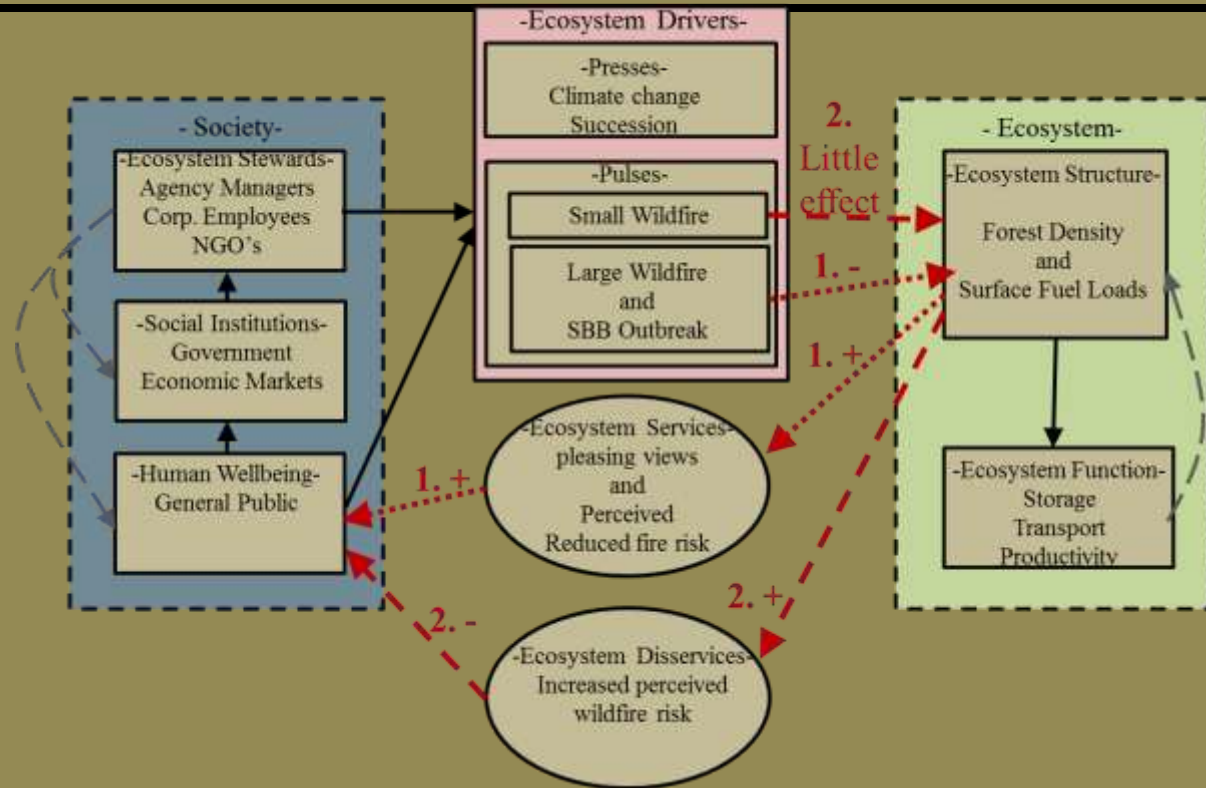 -Ecosystem Drivers-
-Presses-
Climate change
Succession
-Pulses-
Small Wildfire
Large Wildfire
and
SBB Outbreak
- Society-
-Ecosystem Stewards-
Agency Managers
Corp. Employees
NGO's
-Social Institutions-
Government
Economic Markets
-Human Wellbeing-
General Public
2.
Little
effect
1. -
1. +
1. +
2. +
2. -
- Ecosystem-
-Ecosystem Structure-
Forest Density
and
Surface Fuel Loads
-Ecosystem Function-
Storage
Transport
Productivity
-Ecosystem Services-
pleasing views
and
Perceived
Reduced fire risk
-Ecosystem Disservices-
Increased perceived
wildfire risk